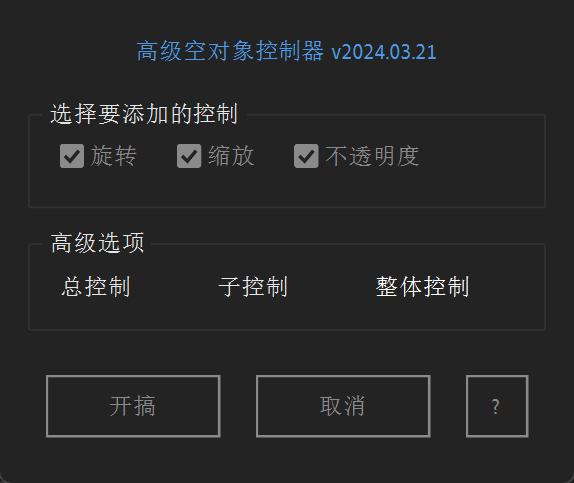 高级空对象控制器 v2024.03.21
选择要添加的控制
旋转 缩放 不透明度
高级选项
总控制 子控制 整体控制
开搞 取消 ?